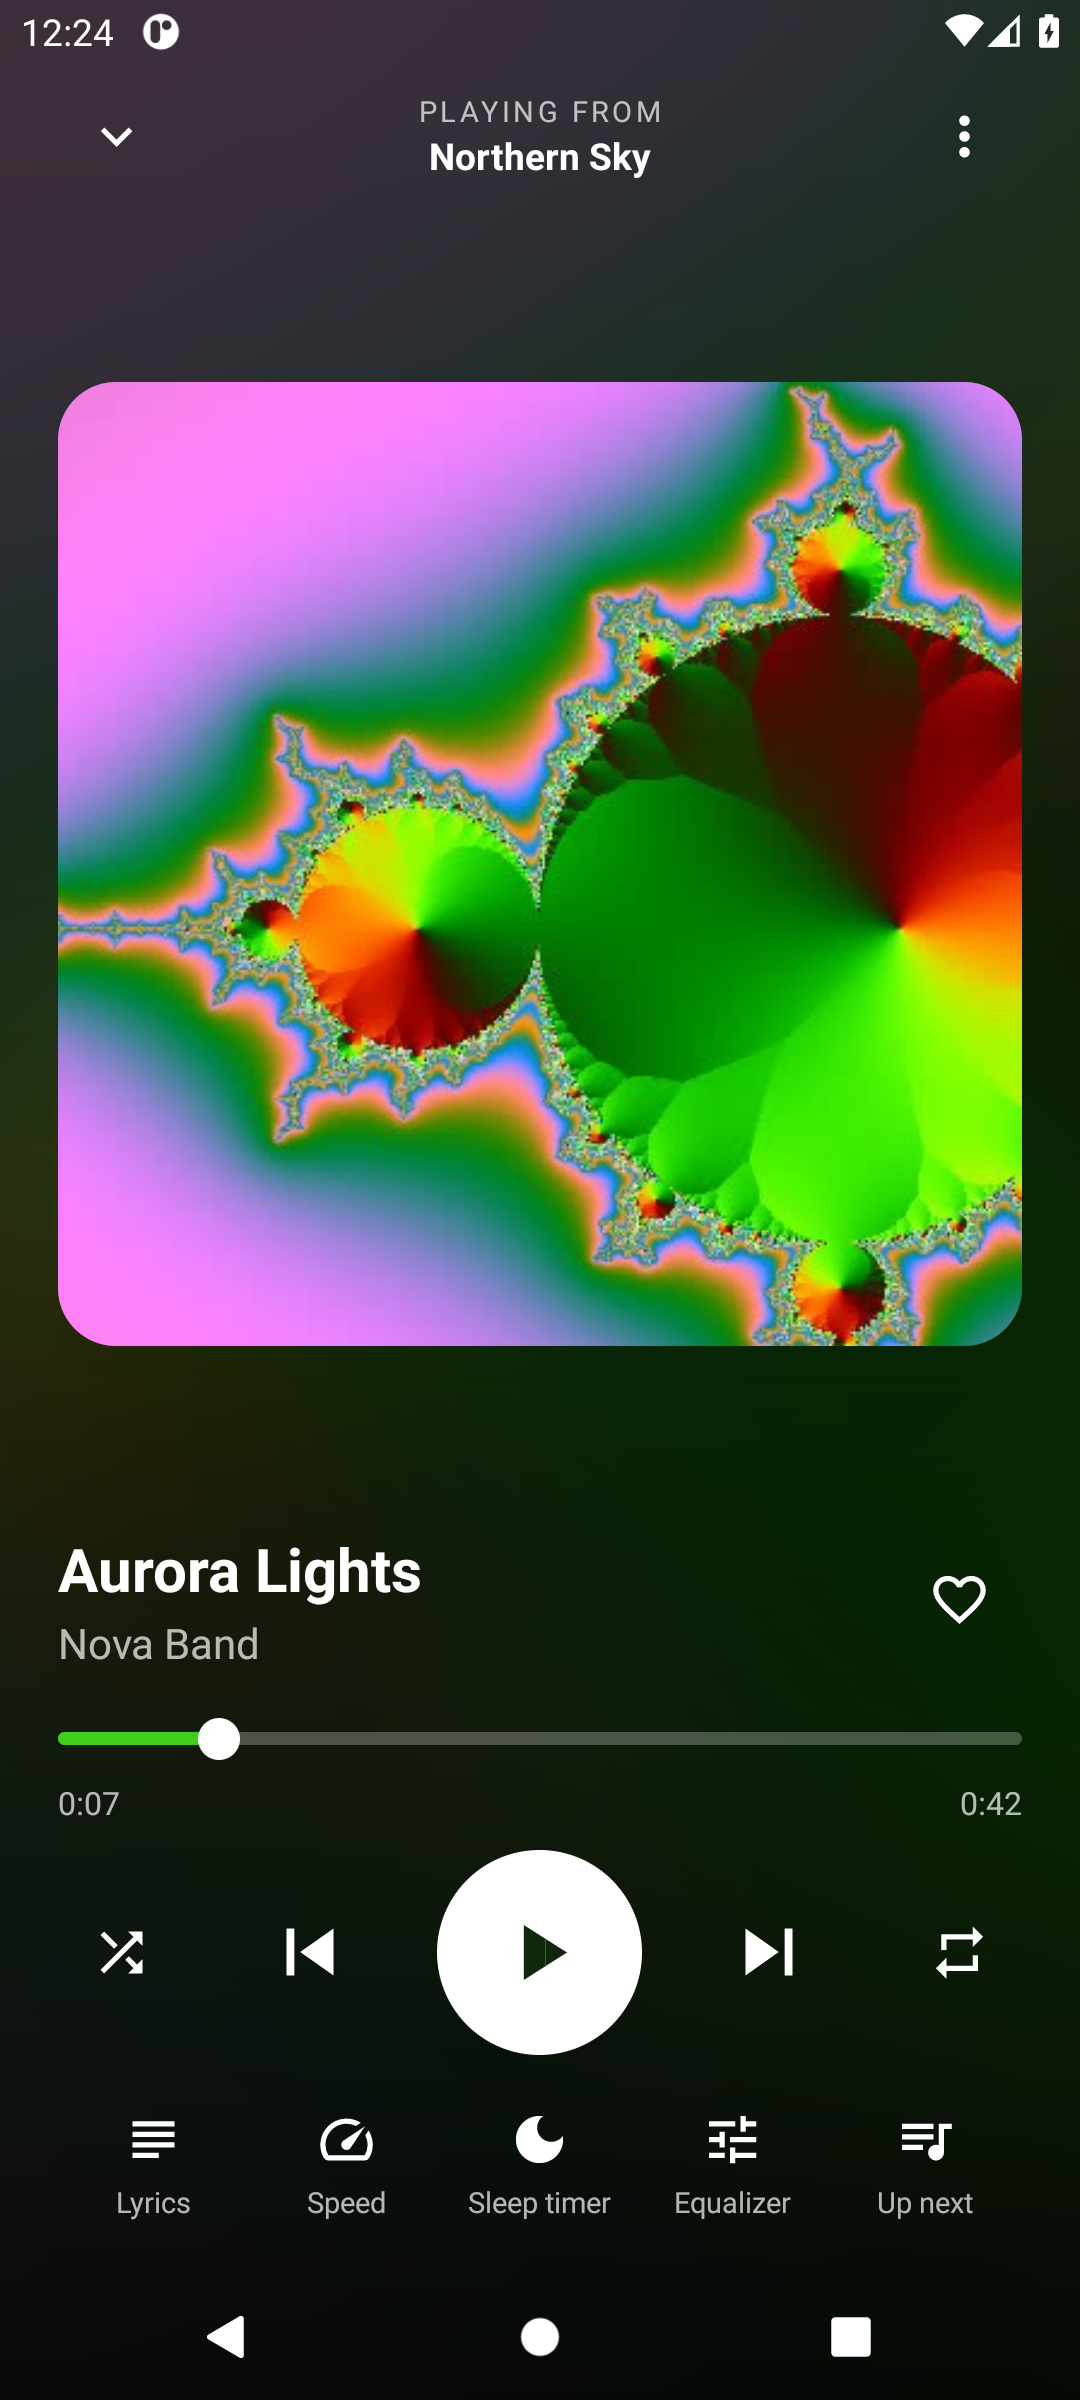 12:24
PLAYING FROM
Northern Sky
Aurora Lights
Nova Band
0:07
0:42
Lyrics
Speed
Sleep timer
Equalizer
Up next